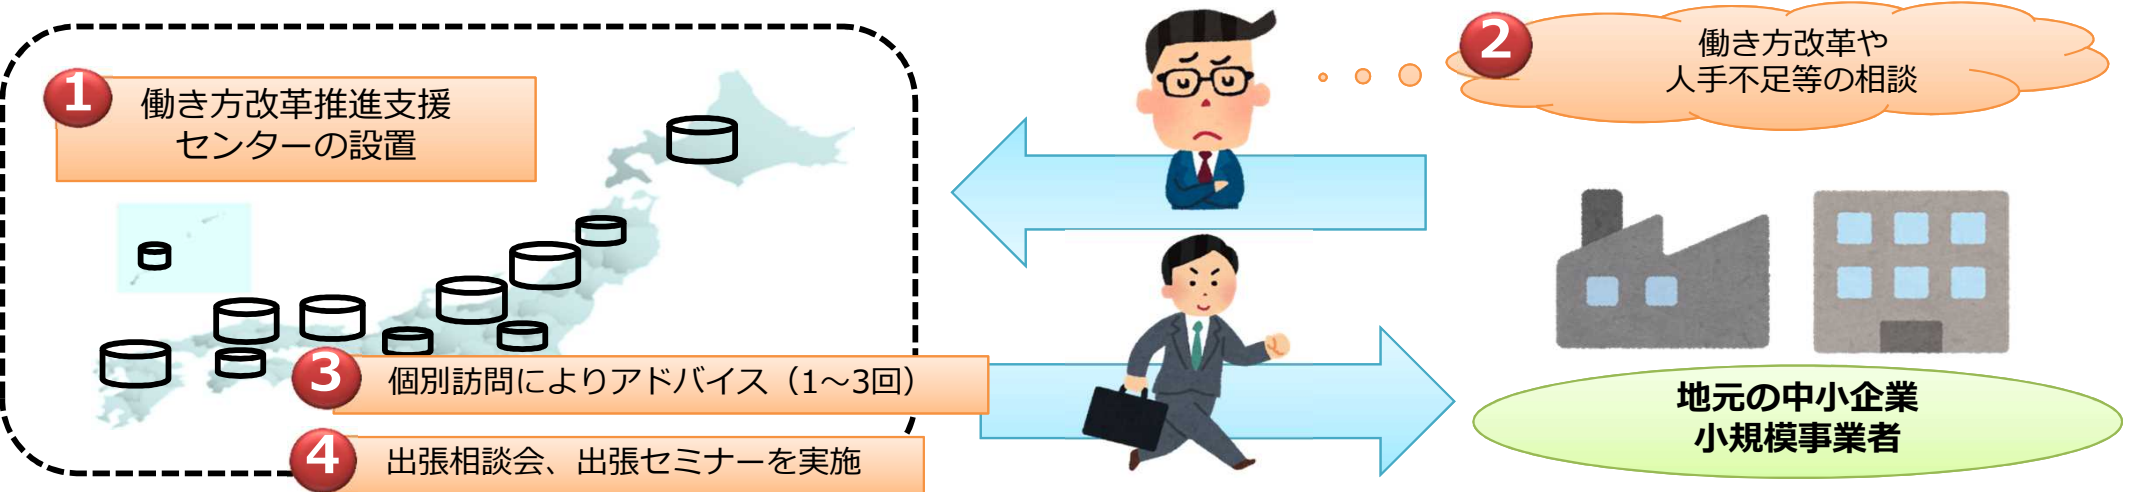 1
働き方改革推進支援
センターの設置
2
働き方改革や
人手不足等の相談
3
個別訪問によりアドバイス（1～3回）
4
出張相談会、出張セミナーを実施
地元の中小企業
小規模事業者